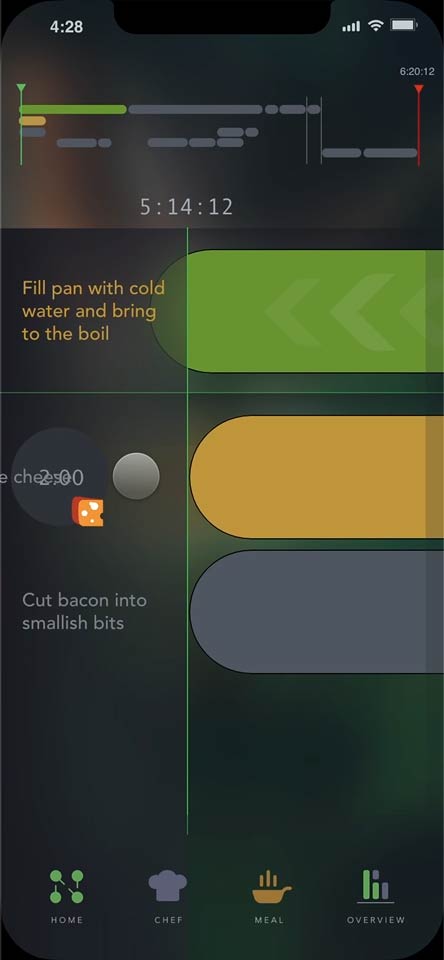 4:28
6:20:12
5:14:12
Fill pan with cold
water and bring
to the boil
e cheese
2:00
Cut bacon into
smallish bits
HOME CHEF MEAL OVERVIEW